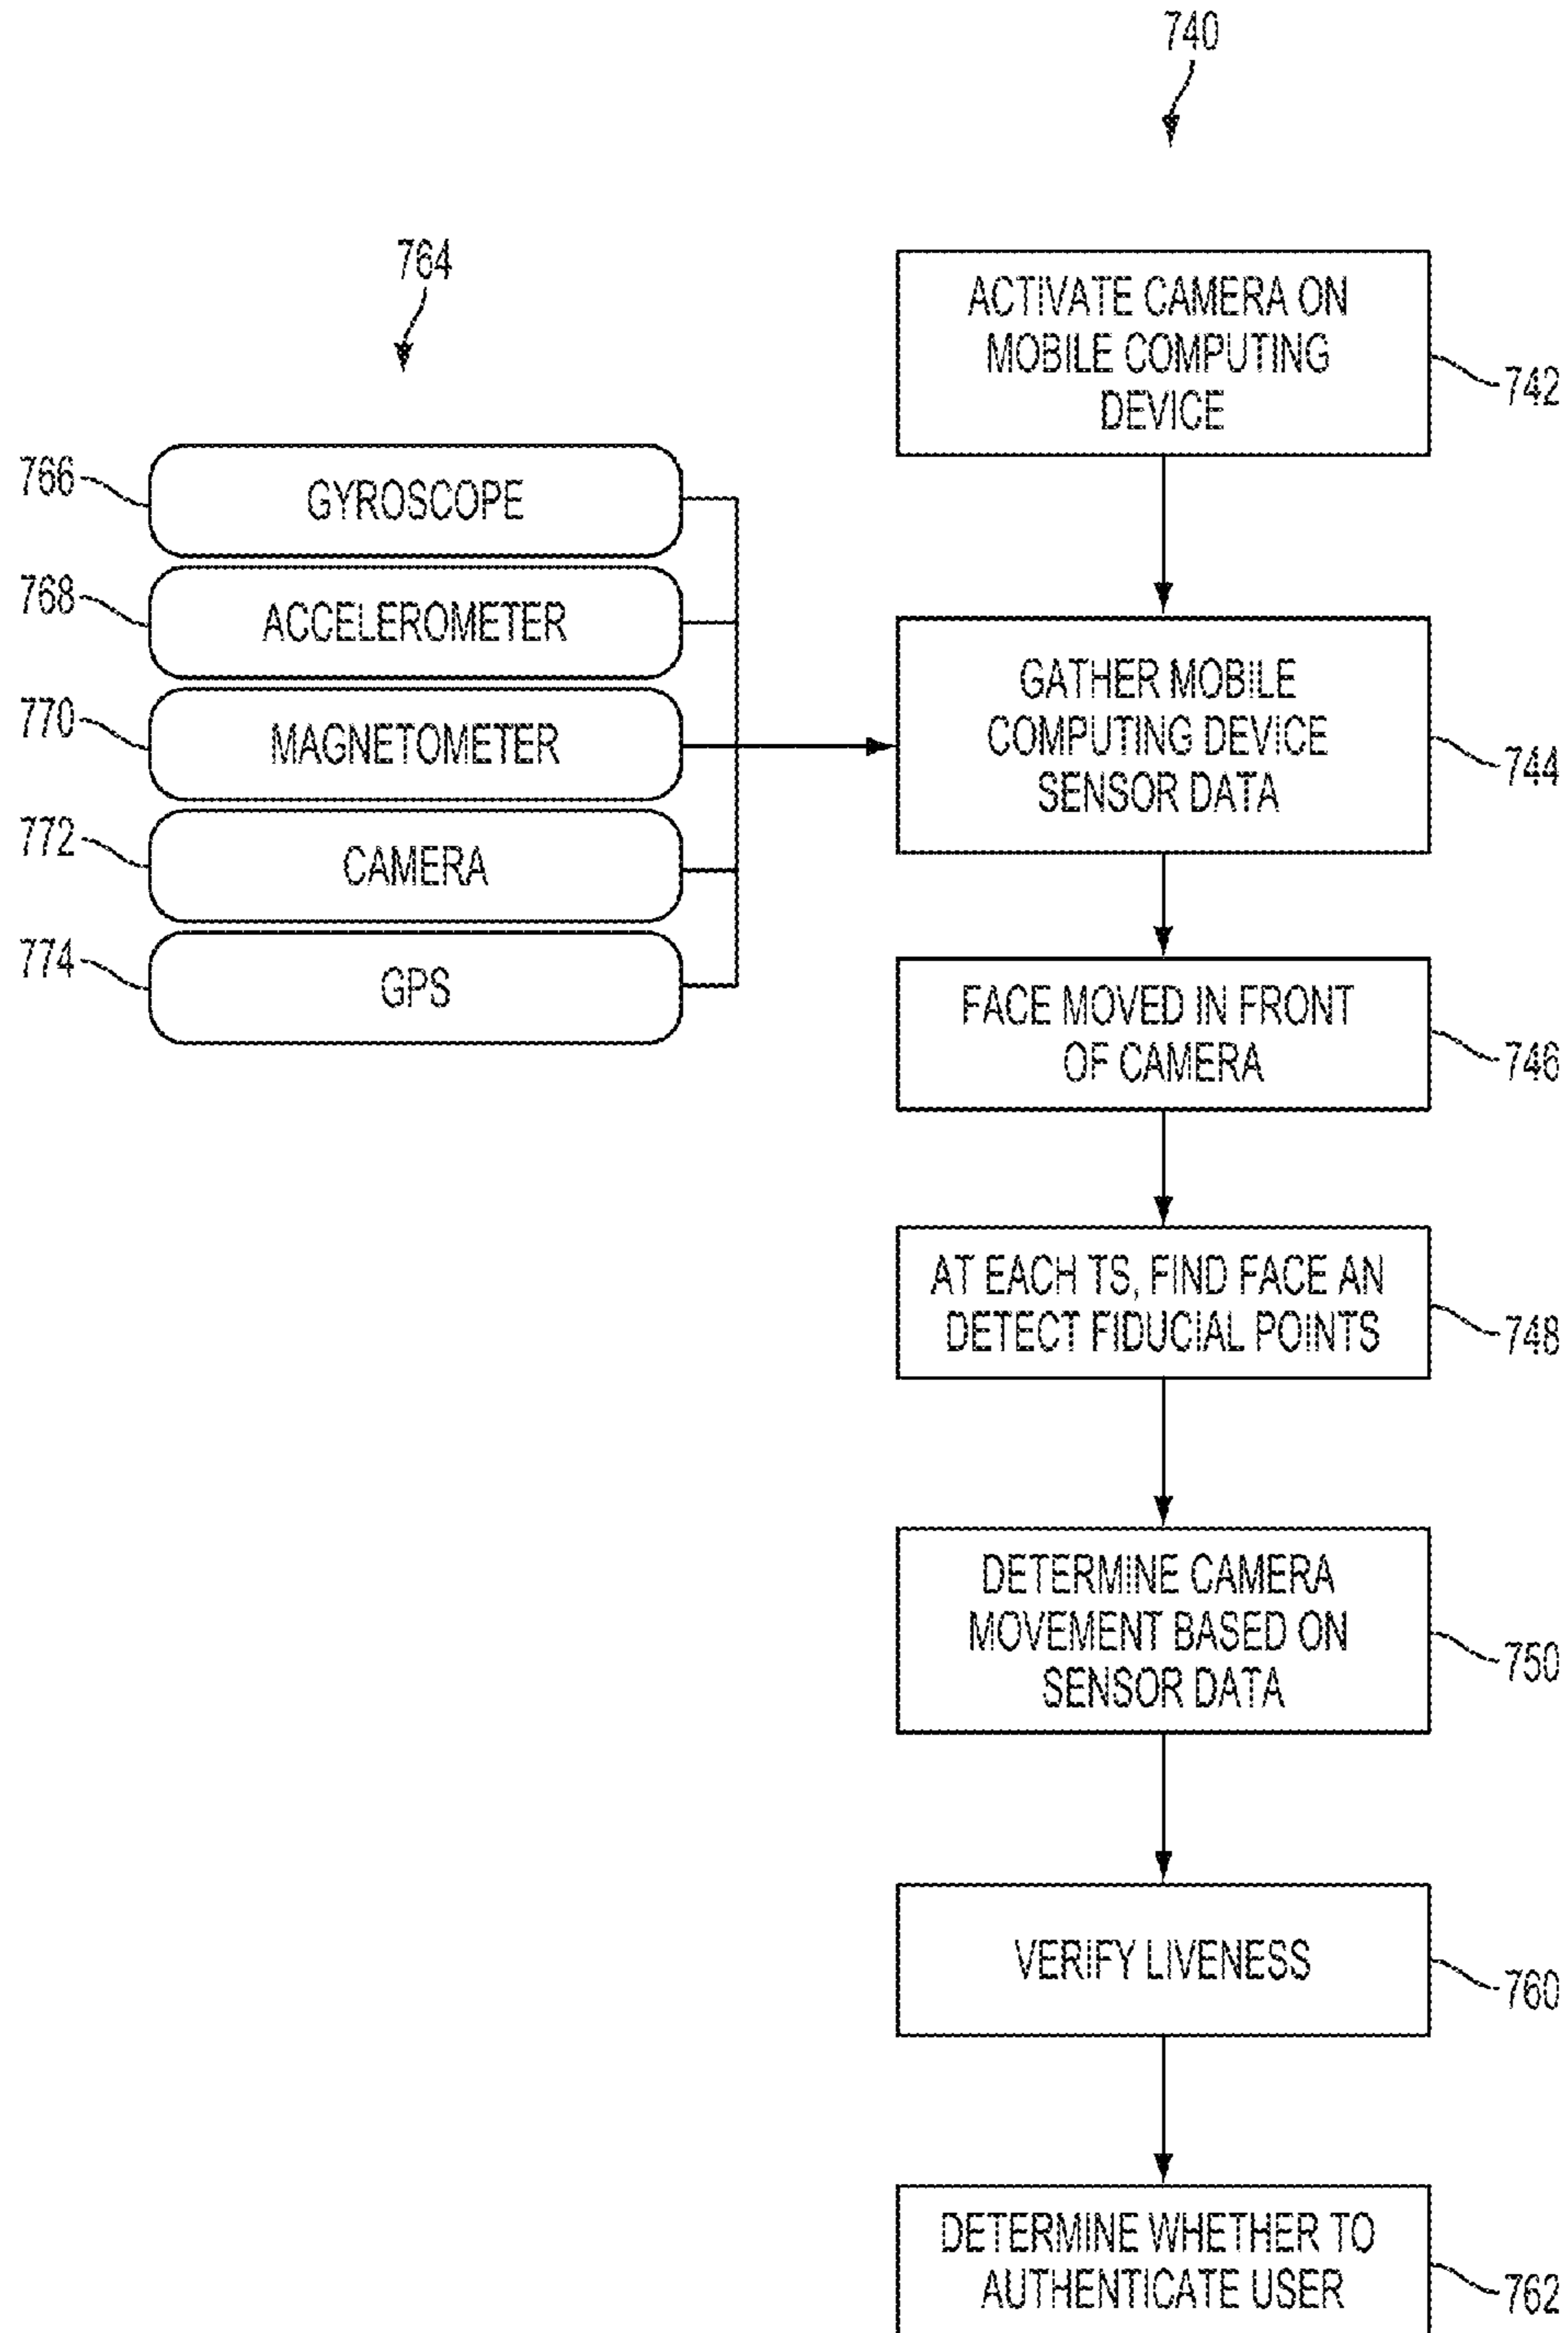 740
764
ACTIVATE CAMERA ON
MOBILE COMPUTING
DEVICE
742
766
GYROSCOPE
768
ACCELEROMETER
770
MAGNETOMETER
772
CAMERA
774
GPS
GATHER MOBILE
COMPUTING DEVICE
SENSOR DATA
744
FACE MOVED IN FRONT
OF CAMERA
746
AT EACH TS, FIND FACE AN
DETECT FIDUCIAL POINTS
748
DETERMINE CAMERA
MOVEMENT BASED ON
SENSOR DATA
750
VERIFY LIVENESS
760
DETERMINE WHETHER TO
AUTHENTICATE USER
762